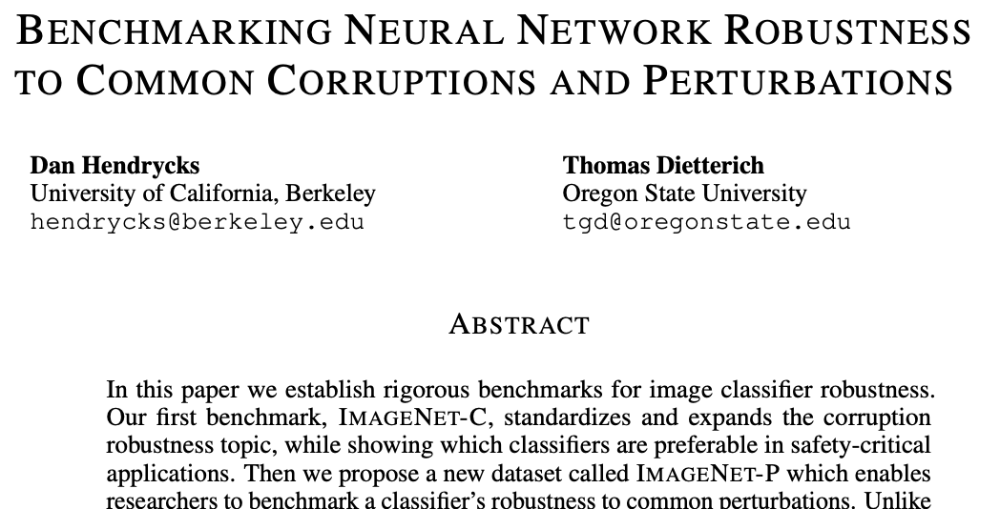 BENCHMARKING NEURAL NETWORK ROBUSTNESS
TO COMMON CORRUPTIONS AND PERTURBATIONS
Dan Hendrycks
University of California, Berkeley
hendrycks@berkeley.edu
Thomas Dietterich
Oregon State University
tgd@oregonstate.edu
ABSTRACT
In this paper we establish rigorous benchmarks for image classifier robustness.
Our first benchmark, IMAGENET-C, standardizes and expands the corruption
robustness topic, while showing which classifiers are preferable in safety-critical
applications. Then we propose a new dataset called IMAGENET-P which enables
researchers to benchmark a classifier's robustness to common perturbations. Unlike